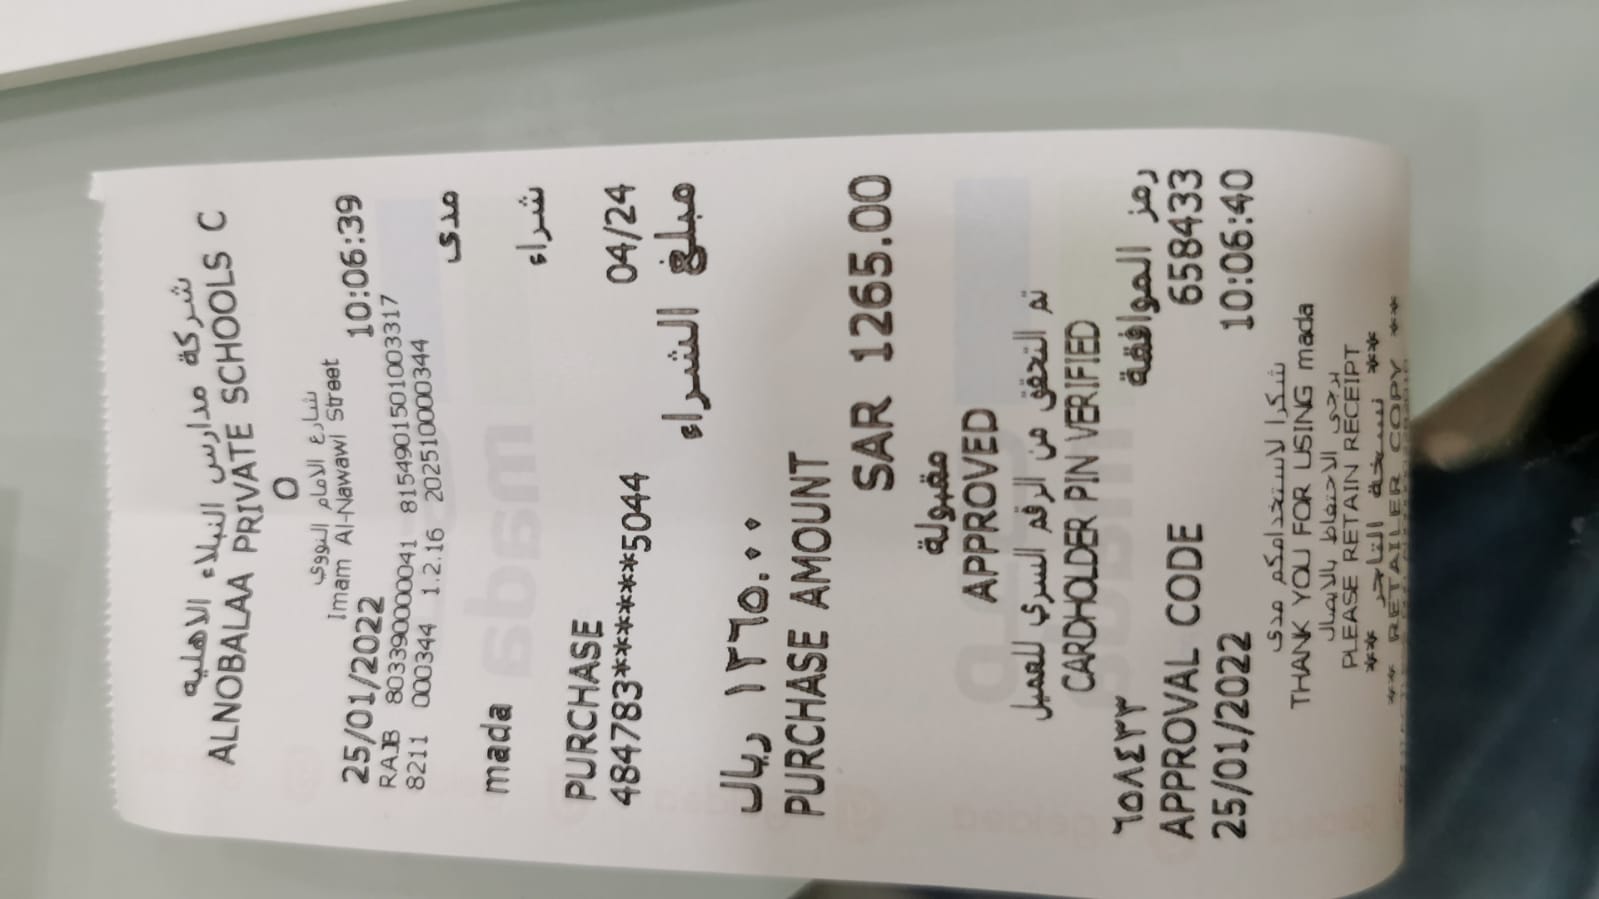 شركة مدارس النبلاء الاهليه
ALNOBALAA PRIVATE SCHOOLS C
O
شارع الامام النووي
Imam Al-Nawawi Street
25/01/2022 10:06:39
RAJB 803390000041 8154901501003317
8211 000344 1.2.16 202510000344
mada مدى
PURCHASE شراء
484783******5044 04/24
مبلغ الشراء
١٢٦٥.٠٠ ريال
PURCHASE AMOUNT
SAR 1265.00
مقبولة
APPROVED
تم التحقق من الرقم السري للعميل
CARDHOLDER PIN VERIFIED
٦٥٨٤٣٣ رمز الموافقة
APPROVAL CODE 658433
25/01/2022 10:06:40
شكرا لاستخدامكم مدى
THANK YOU FOR USING mada
يرجى الاحتفاظ بالايصال
PLEASE RETAIN RECEIPT
** نسخة التاجر **
** RETAILER COPY **